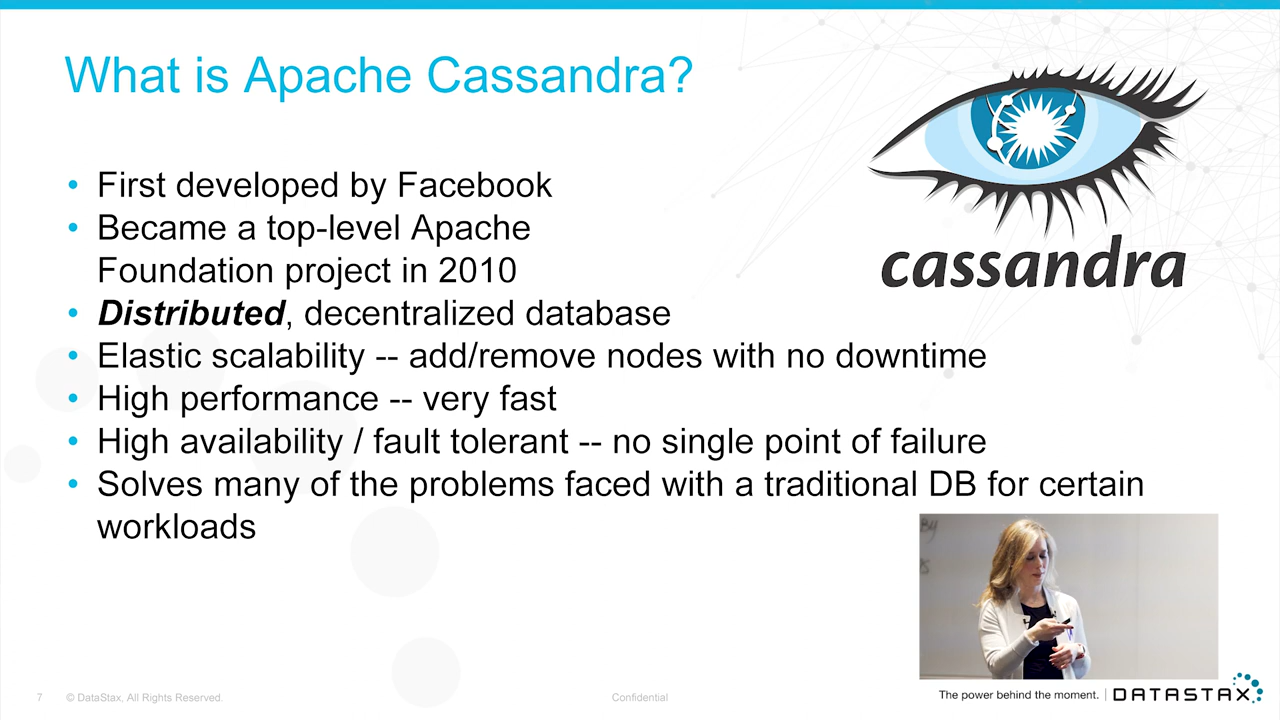 What is Apache Cassandra?
• First developed by Facebook
• Became a top-level Apache
Foundation project in 2010
• Distributed, decentralized database
• Elastic scalability -- add/remove nodes with no downtime
• High performance -- very fast
• High availability / fault tolerant -- no single point of failure
• Solves many of the problems faced with a traditional DB for certain
workloads
cassandra
7 © DataStax, All Rights Reserved. Confidential The power behind the moment. | DATASTAX